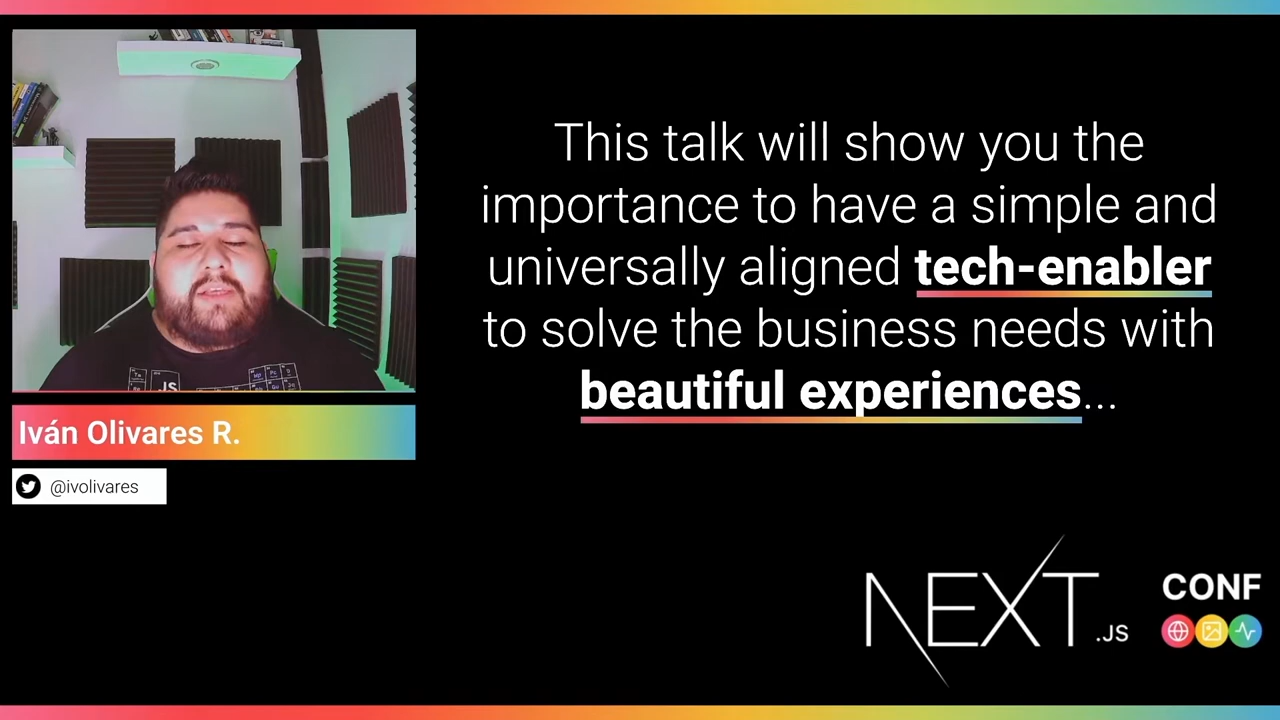 This talk will show you the
importance to have a simple and
universally aligned tech-enabler
to solve the business needs with
beautiful experiences...
JS
Iván Olivares R.
@ivolivares
NEXT.JS
CONF